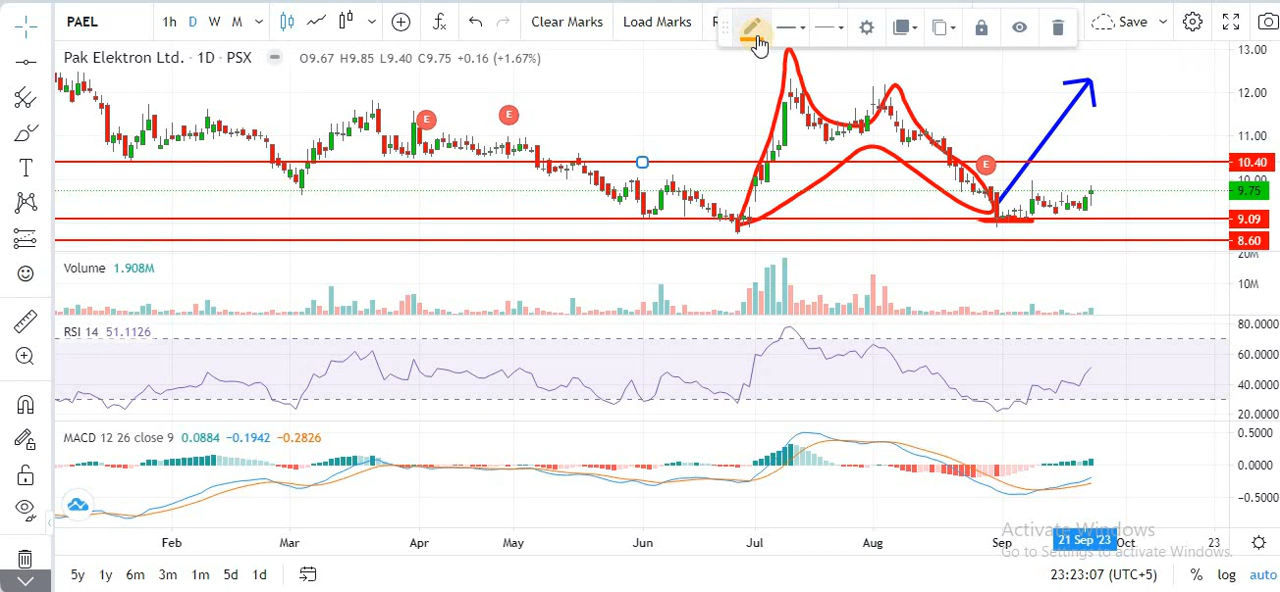 PAEL 1h D W M Clear Marks Load Marks Save
Pak Elektron Ltd. · 1D · PSX O9.67 H9.85 L9.40 C9.75 +0.16 (+1.67%)
13.00
12.00
E
E
11.00
E
10.40
10.00
9.75
9.09
8.60
20M
Volume 1.908M
10M
RSI 14 51.1126
80.0000
60.0000
40.0000
20.0000
MACD 12 26 close 9 0.0884 −0.1942 −0.2826
0.5000
0.0000
−0.5000
Activate Windows
Go to Settings to activate Windows.
Feb Mar Apr May Jun Jul Aug Sep 21 Sep '23 Oct 23
5y 1y 6m 3m 1m 5d 1d 23:23:07 (UTC+5) % log auto